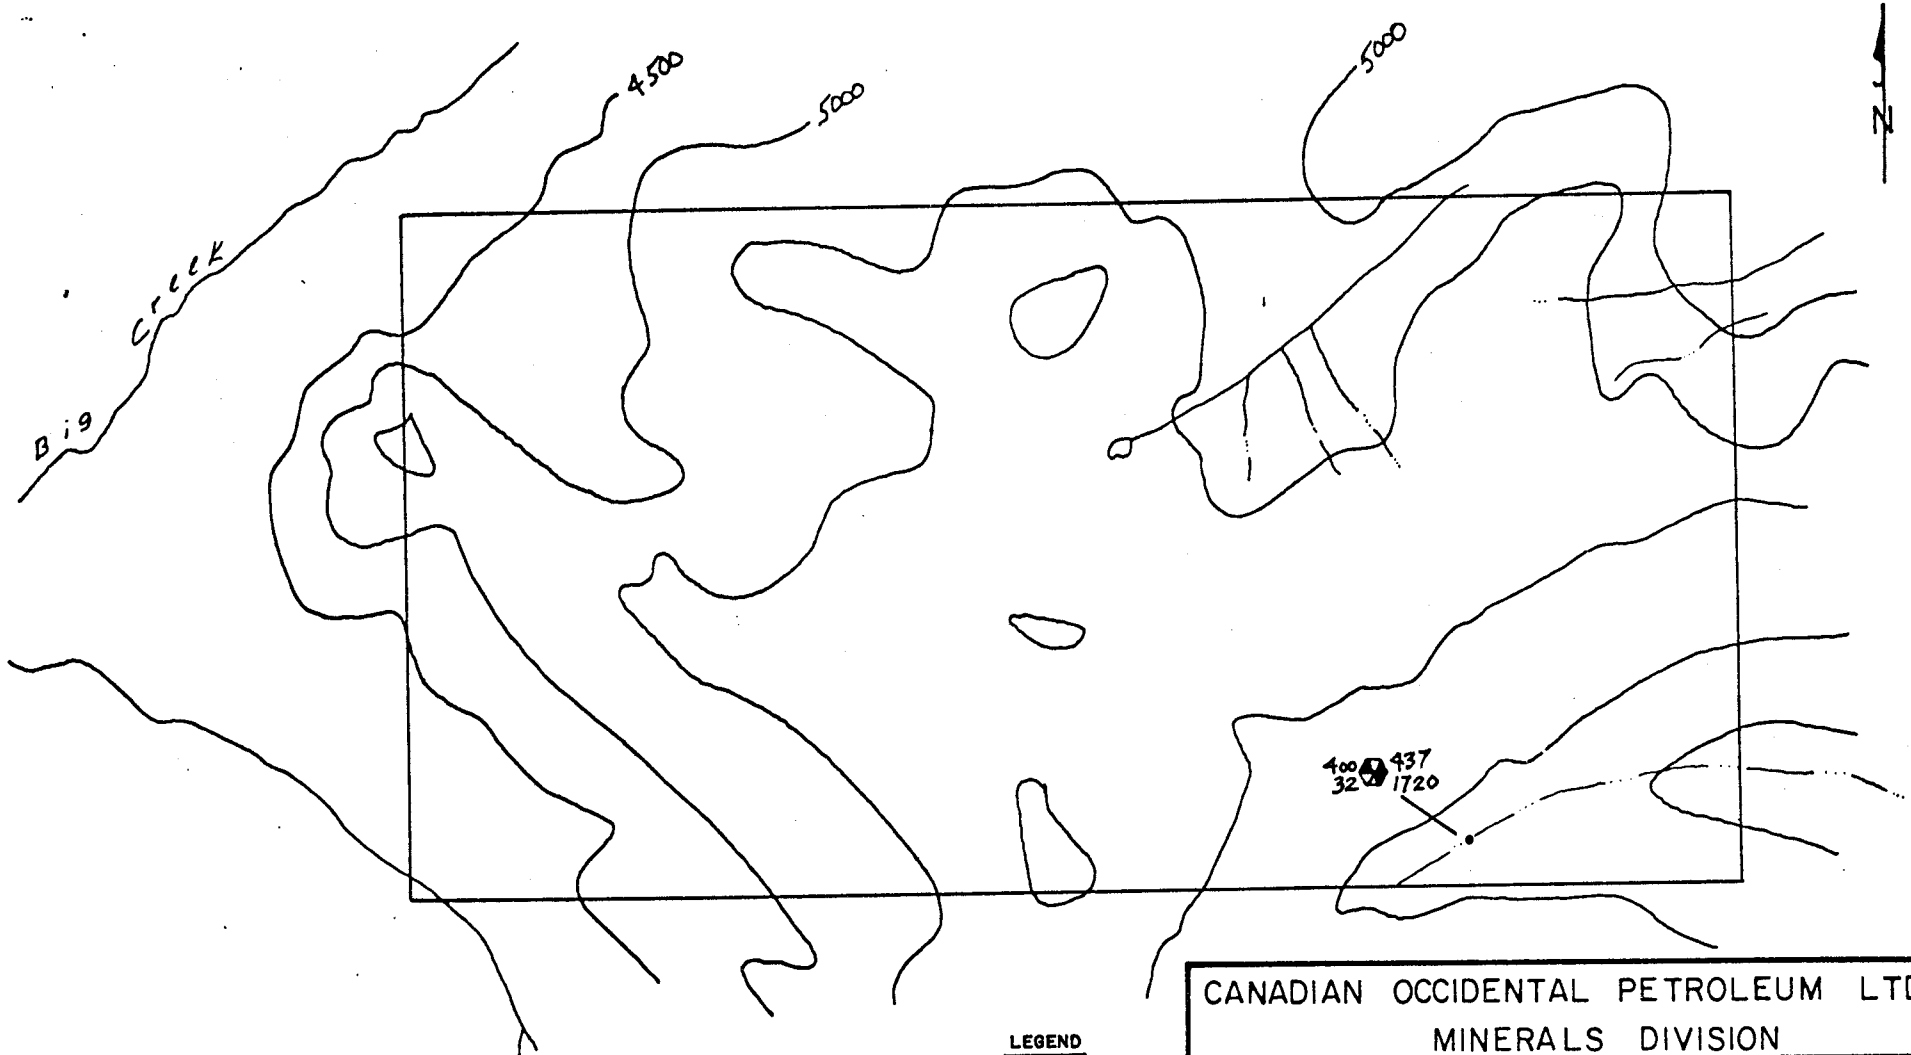 4500
5000
5000
N
Big Creek
400 437
32 1720
LEGEND
CANADIAN OCCIDENTAL PETROLEUM LTD
MINERALS DIVISION